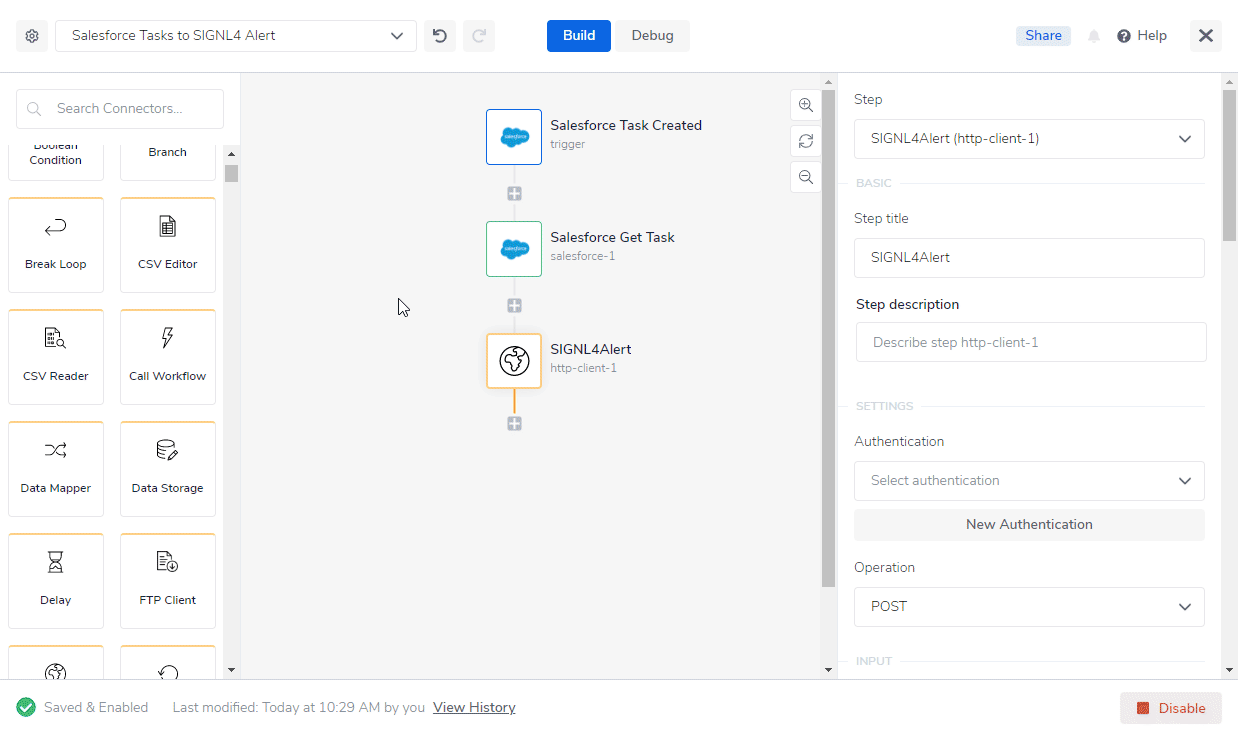 Salesforce Tasks to SIGNL4 Alert
Build
Debug
Share
Help
Search Connectors...
Boolean
Condition
Branch
Break Loop
CSV Editor
CSV Reader
Call Workflow
Data Mapper
Data Storage
Delay
FTP Client
salesforce
Salesforce Task Created
trigger
salesforce
Salesforce Get Task
salesforce-1
SIGNL4Alert
http-client-1
Step
SIGNL4Alert (http-client-1)
BASIC
Step title
SIGNL4Alert
Step description
Describe step http-client-1
SETTINGS
Authentication
Select authentication
New Authentication
Operation
POST
INPUT
Saved & Enabled
Last modified: Today at 10:29 AM by you View History
Disable